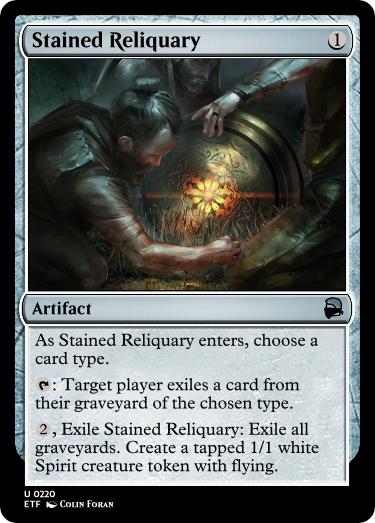 Stained Reliquary 1
Artifact
As Stained Reliquary enters, choose a
card type.
: Target player exiles a card from
their graveyard of the chosen type.
2 , Exile Stained Reliquary: Exile all
graveyards. Create a tapped 1/1 white
Spirit creature token with flying.
U 0220
ETF Colin Foran